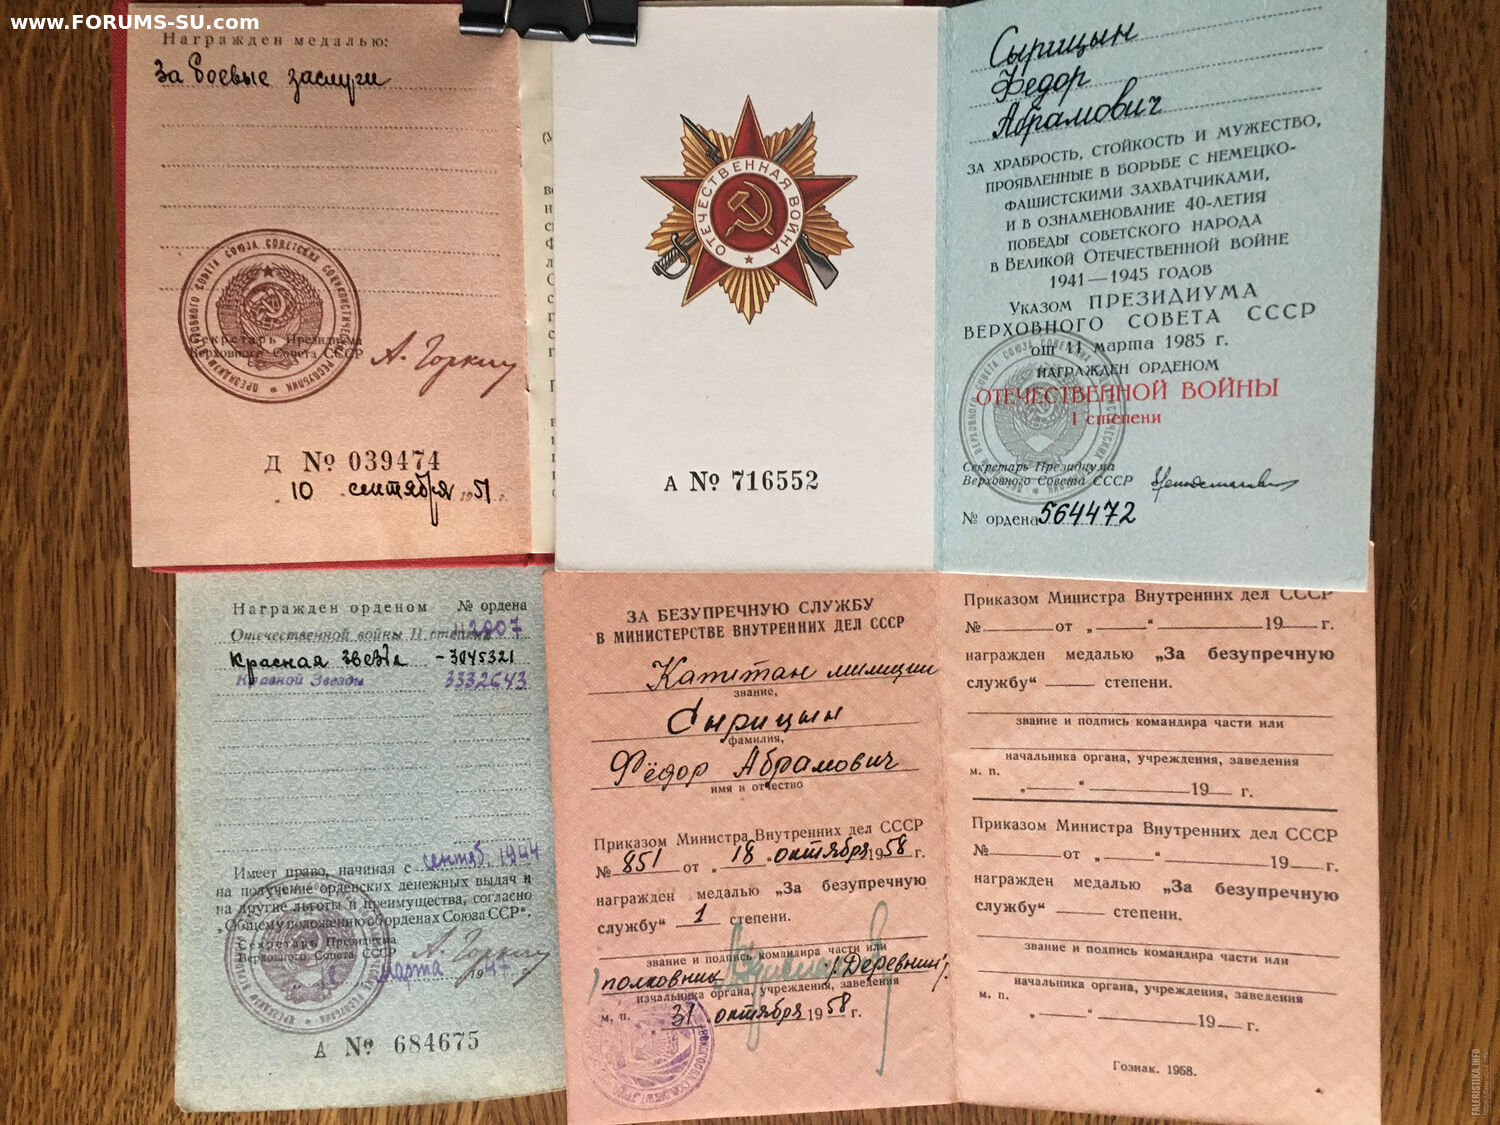 www.FORUMS-SU.com
Награжден медалью:
За боевые заслуги
Секретарь Президиума
Верховного Совета СССР
А. Горкин
Д № 039474
„10 сентября 1951 г.
ОТЕЧЕСТВЕННАЯ ВОЙНА
А № 716552
Сырицын
Федор
Абрамович
ЗА ХРАБРОСТЬ, СТОЙКОСТЬ И МУЖЕСТВО,
ПРОЯВЛЕННЫЕ В БОРЬБЕ С НЕМЕЦКО-
ФАШИСТСКИМИ ЗАХВАТЧИКАМИ,
И В ОЗНАМЕНОВАНИЕ 40-ЛЕТИЯ
ПОБЕДЫ СОВЕТСКОГО НАРОДА
В ВЕЛИКОЙ ОТЕЧЕСТВЕННОЙ ВОЙНЕ
1941—1945 ГОДОВ
УКАЗОМ ПРЕЗИДИУМА
ВЕРХОВНОГО СОВЕТА СССР
от 11 марта 1985 г.
НАГРАЖДЕН ОРДЕНОМ
ОТЕЧЕСТВЕННОЙ ВОЙНЫ
I степени
Секретарь Президиума
Верховного Совета СССР
№ ордена 564472
Награжден орденом № ордена
Отечественной войны II степени
Красная звезда -3045321
Красной Звезды 3332643
Имеет право, начиная с сентяб. 1944
на получение орденских денежных выдач и
на другие льготы и преимущества, согласно
„Общему положению об орденах Союза ССР".
Секретарь Президиума
Верховного Совета СССР
А. Горкин
марта 1947 г.
А № 684675
ЗА БЕЗУПРЕЧНУЮ СЛУЖБУ
В МИНИСТЕРСТВЕ ВНУТРЕННИХ ДЕЛ СССР
Капитан милиции
звание,
Сырицын
фамилия,
Фёдор Абрамович
имя и отчество
Приказом Министра Внутренних дел СССР
№ 851 от „18 " октября 1958 г.
награжден медалью „За безупречную
службу" 1 степени.
звание и подпись командира части или
полковник /Деревнин/.
начальника органа, учреждения, заведения
м. п. „31 " октября 1958 г.
Приказом Министра Внутренних дел СССР
№ от „ " 19 г.
награжден медалью „За безупречную
службу" степени.
звание и подпись командира части или
начальника органа, учреждения, заведения
м. п. „ " 19 г.
Приказом Министра Внутренних дел СССР
№ от „ " 19 г.
награжден медалью „За безупречную
службу" степени.
звание и подпись командира части или
начальника органа, учреждения, заведения
м. п. „ " 19 г.
Гознак. 1958.
FALERISTIKA.INFO